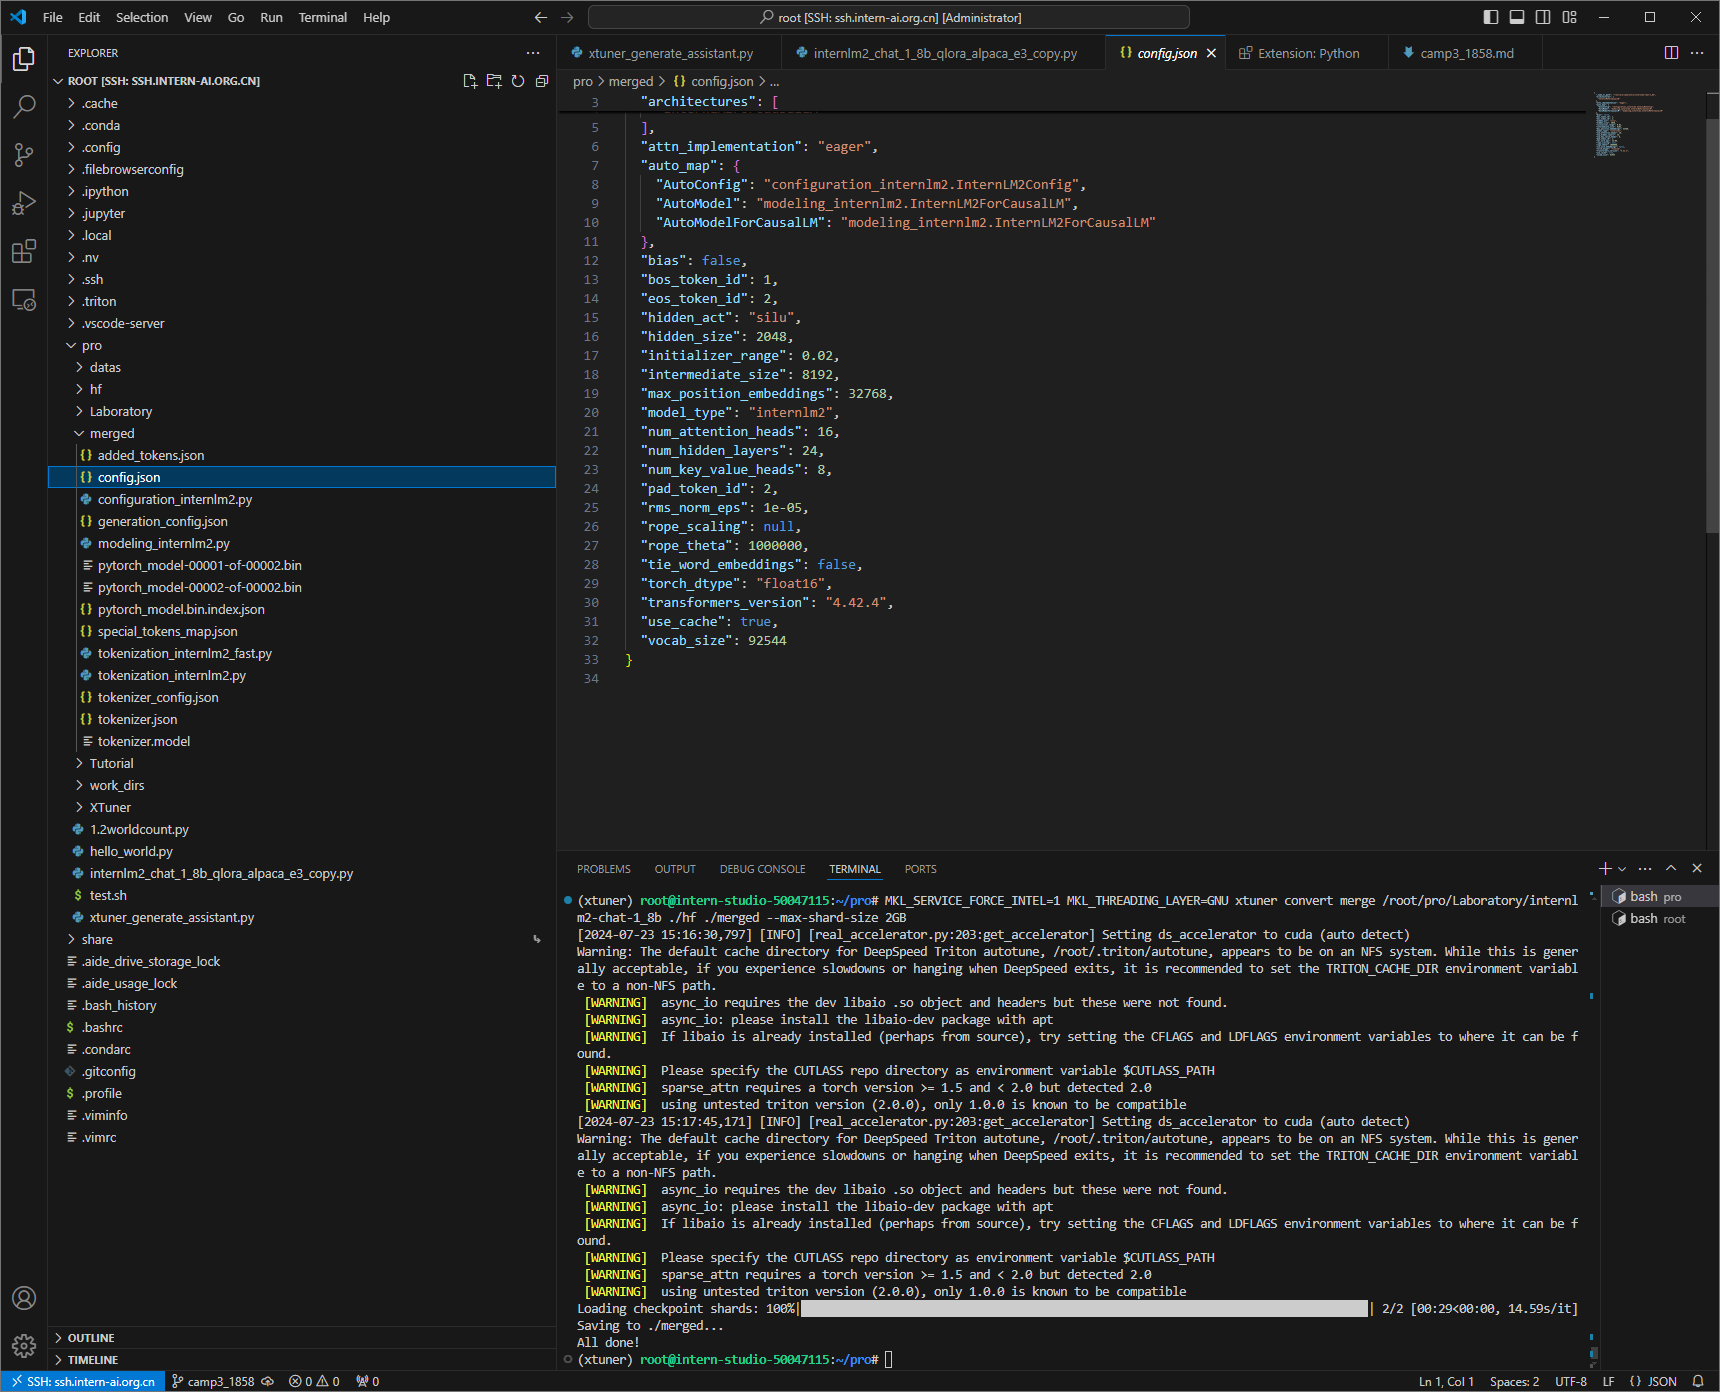 File Edit Selection View Go Run Terminal Help
root [SSH: ssh.intern-ai.org.cn] [Administrator]
EXPLORER
ROOT [SSH: SSH.INTERN-AI.ORG.CN]
.cache
.conda
.config
.filebrowserconfig
.ipython
.jupyter
.local
.nv
.ssh
.triton
.vscode-server
pro
datas
hf
Laboratory
merged
added_tokens.json
config.json
configuration_internlm2.py
generation_config.json
modeling_internlm2.py
pytorch_model-00001-of-00002.bin
pytorch_model-00002-of-00002.bin
pytorch_model.bin.index.json
special_tokens_map.json
tokenization_internlm2_fast.py
tokenization_internlm2.py
tokenizer_config.json
tokenizer.json
tokenizer.model
Tutorial
work_dirs
XTuner
1.2worldcount.py
hello_world.py
internlm2_chat_1_8b_qlora_alpaca_e3_copy.py
test.sh
xtuner_generate_assistant.py
share
.aide_drive_storage_lock
.aide_usage_lock
.bash_history
.bashrc
.condarc
.gitconfig
.profile
.viminfo
.vimrc
OUTLINE
TIMELINE
xtuner_generate_assistant.py internlm2_chat_1_8b_qlora_alpaca_e3_copy.py config.json Extension: Python camp3_1858.md
pro > merged > {} config.json > ...
3 "architectures": [
5 ],
6 "attn_implementation": "eager",
7 "auto_map": {
8 "AutoConfig": "configuration_internlm2.InternLM2Config",
9 "AutoModel": "modeling_internlm2.InternLM2ForCausalLM",
10 "AutoModelForCausalLM": "modeling_internlm2.InternLM2ForCausalLM"
11 },
12 "bias": false,
13 "bos_token_id": 1,
14 "eos_token_id": 2,
15 "hidden_act": "silu",
16 "hidden_size": 2048,
17 "initializer_range": 0.02,
18 "intermediate_size": 8192,
19 "max_position_embeddings": 32768,
20 "model_type": "internlm2",
21 "num_attention_heads": 16,
22 "num_hidden_layers": 24,
23 "num_key_value_heads": 8,
24 "pad_token_id": 2,
25 "rms_norm_eps": 1e-05,
26 "rope_scaling": null,
27 "rope_theta": 1000000,
28 "tie_word_embeddings": false,
29 "torch_dtype": "float16",
30 "transformers_version": "4.42.4",
31 "use_cache": true,
32 "vocab_size": 92544
33 }
34
PROBLEMS OUTPUT DEBUG CONSOLE TERMINAL PORTS
bash pro
bash root
(xtuner) root@intern-studio-50047115:~/pro# MKL_SERVICE_FORCE_INTEL=1 MKL_THREADING_LAYER=GNU xtuner convert merge /root/pro/Laboratory/internl
m2-chat-1_8b ./hf ./merged --max-shard-size 2GB
[2024-07-23 15:16:30,797] [INFO] [real_accelerator.py:203:get_accelerator] Setting ds_accelerator to cuda (auto detect)
Warning: The default cache directory for DeepSpeed Triton autotune, /root/.triton/autotune, appears to be on an NFS system. While this is gener
ally acceptable, if you experience slowdowns or hanging when DeepSpeed exits, it is recommended to set the TRITON_CACHE_DIR environment variabl
e to a non-NFS path.
[WARNING] async_io requires the dev libaio .so object and headers but these were not found.
[WARNING] async_io: please install the libaio-dev package with apt
[WARNING] If libaio is already installed (perhaps from source), try setting the CFLAGS and LDFLAGS environment variables to where it can be f
ound.
[WARNING] Please specify the CUTLASS repo directory as environment variable $CUTLASS_PATH
[WARNING] sparse_attn requires a torch version >= 1.5 and < 2.0 but detected 2.0
[WARNING] using untested triton version (2.0.0), only 1.0.0 is known to be compatible
[2024-07-23 15:17:45,171] [INFO] [real_accelerator.py:203:get_accelerator] Setting ds_accelerator to cuda (auto detect)
Warning: The default cache directory for DeepSpeed Triton autotune, /root/.triton/autotune, appears to be on an NFS system. While this is gener
ally acceptable, if you experience slowdowns or hanging when DeepSpeed exits, it is recommended to set the TRITON_CACHE_DIR environment variabl
e to a non-NFS path.
[WARNING] async_io requires the dev libaio .so object and headers but these were not found.
[WARNING] async_io: please install the libaio-dev package with apt
[WARNING] If libaio is already installed (perhaps from source), try setting the CFLAGS and LDFLAGS environment variables to where it can be f
ound.
[WARNING] Please specify the CUTLASS repo directory as environment variable $CUTLASS_PATH
[WARNING] sparse_attn requires a torch version >= 1.5 and < 2.0 but detected 2.0
[WARNING] using untested triton version (2.0.0), only 1.0.0 is known to be compatible
Loading checkpoint shards: 100%| | 2/2 [00:29<00:00, 14.59s/it]
Saving to ./merged...
All done!
(xtuner) root@intern-studio-50047115:~/pro#
SSH: ssh.intern-ai.org.cn camp3_1858 0 0 0 Ln 1, Col 1 Spaces: 2 UTF-8 LF {} JSON